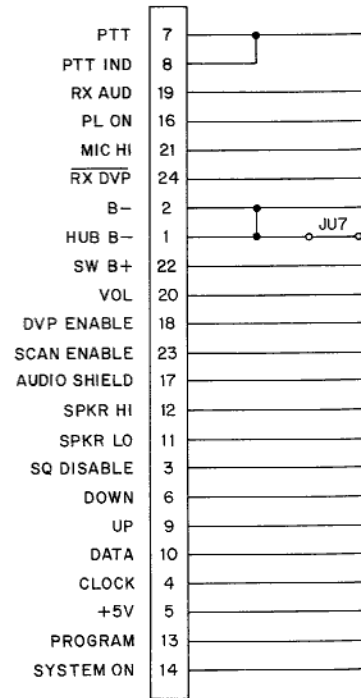 PTT 7
PTT IND 8
RX AUD 19
PL ON 16
MIC HI 21
RX DVP 24
B- 2
HUB B- 1 JU7
SW B+ 22
VOL 20
DVP ENABLE 18
SCAN ENABLE 23
AUDIO SHIELD 17
SPKR HI 12
SPKR LO 11
SQ DISABLE 3
DOWN 6
UP 9
DATA 10
CLOCK 4
+5V 5
PROGRAM 13
SYSTEM ON 14